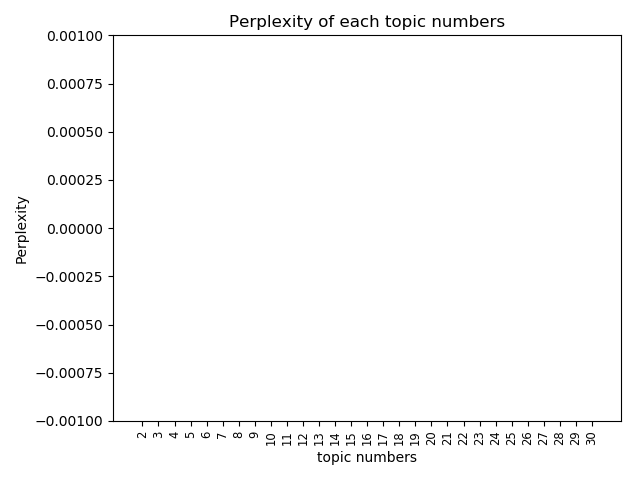 Perplexity of each topic numbers
0.00100
0.00075
0.00050
0.00025
0.00000
−0.00025
−0.00050
−0.00075
−0.00100
Perplexity
2 3 4 5 6 7 8 9 10 11 12 13 14 15 16 17 18 19 20 21 22 23 24 25 26 27 28 29 30
topic numbers